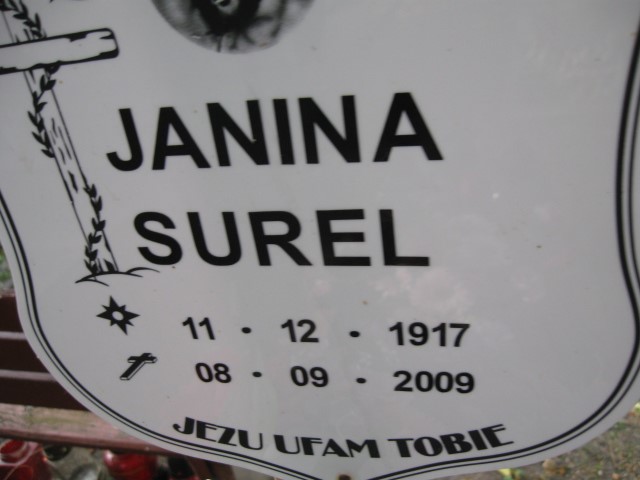 JANINA
SUREL
11 • 12 • 1917
08 • 09 • 2009
JEZU UFAM TOBIE